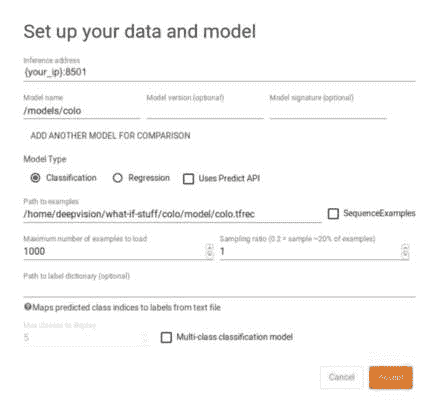 Set up your data and model
Inference address
{your_ip}:8501
Model name Model version (optional) Model signature (optional)
/models/colo
ADD ANOTHER MODEL FOR COMPARISON
Model Type
Classification Regression Uses Predict API
Path to examples
/home/deepvision/what-if-stuff/colo/model/colo.tfrec SequenceExamples
Maximum number of examples to load Sampling ratio (0.2 = sample ~20% of examples)
1000 1
Path to label dictionary (optional)
Maps predicted class indices to labels from text file
Max classes to display
5 Multi-class classification model
Cancel Accept